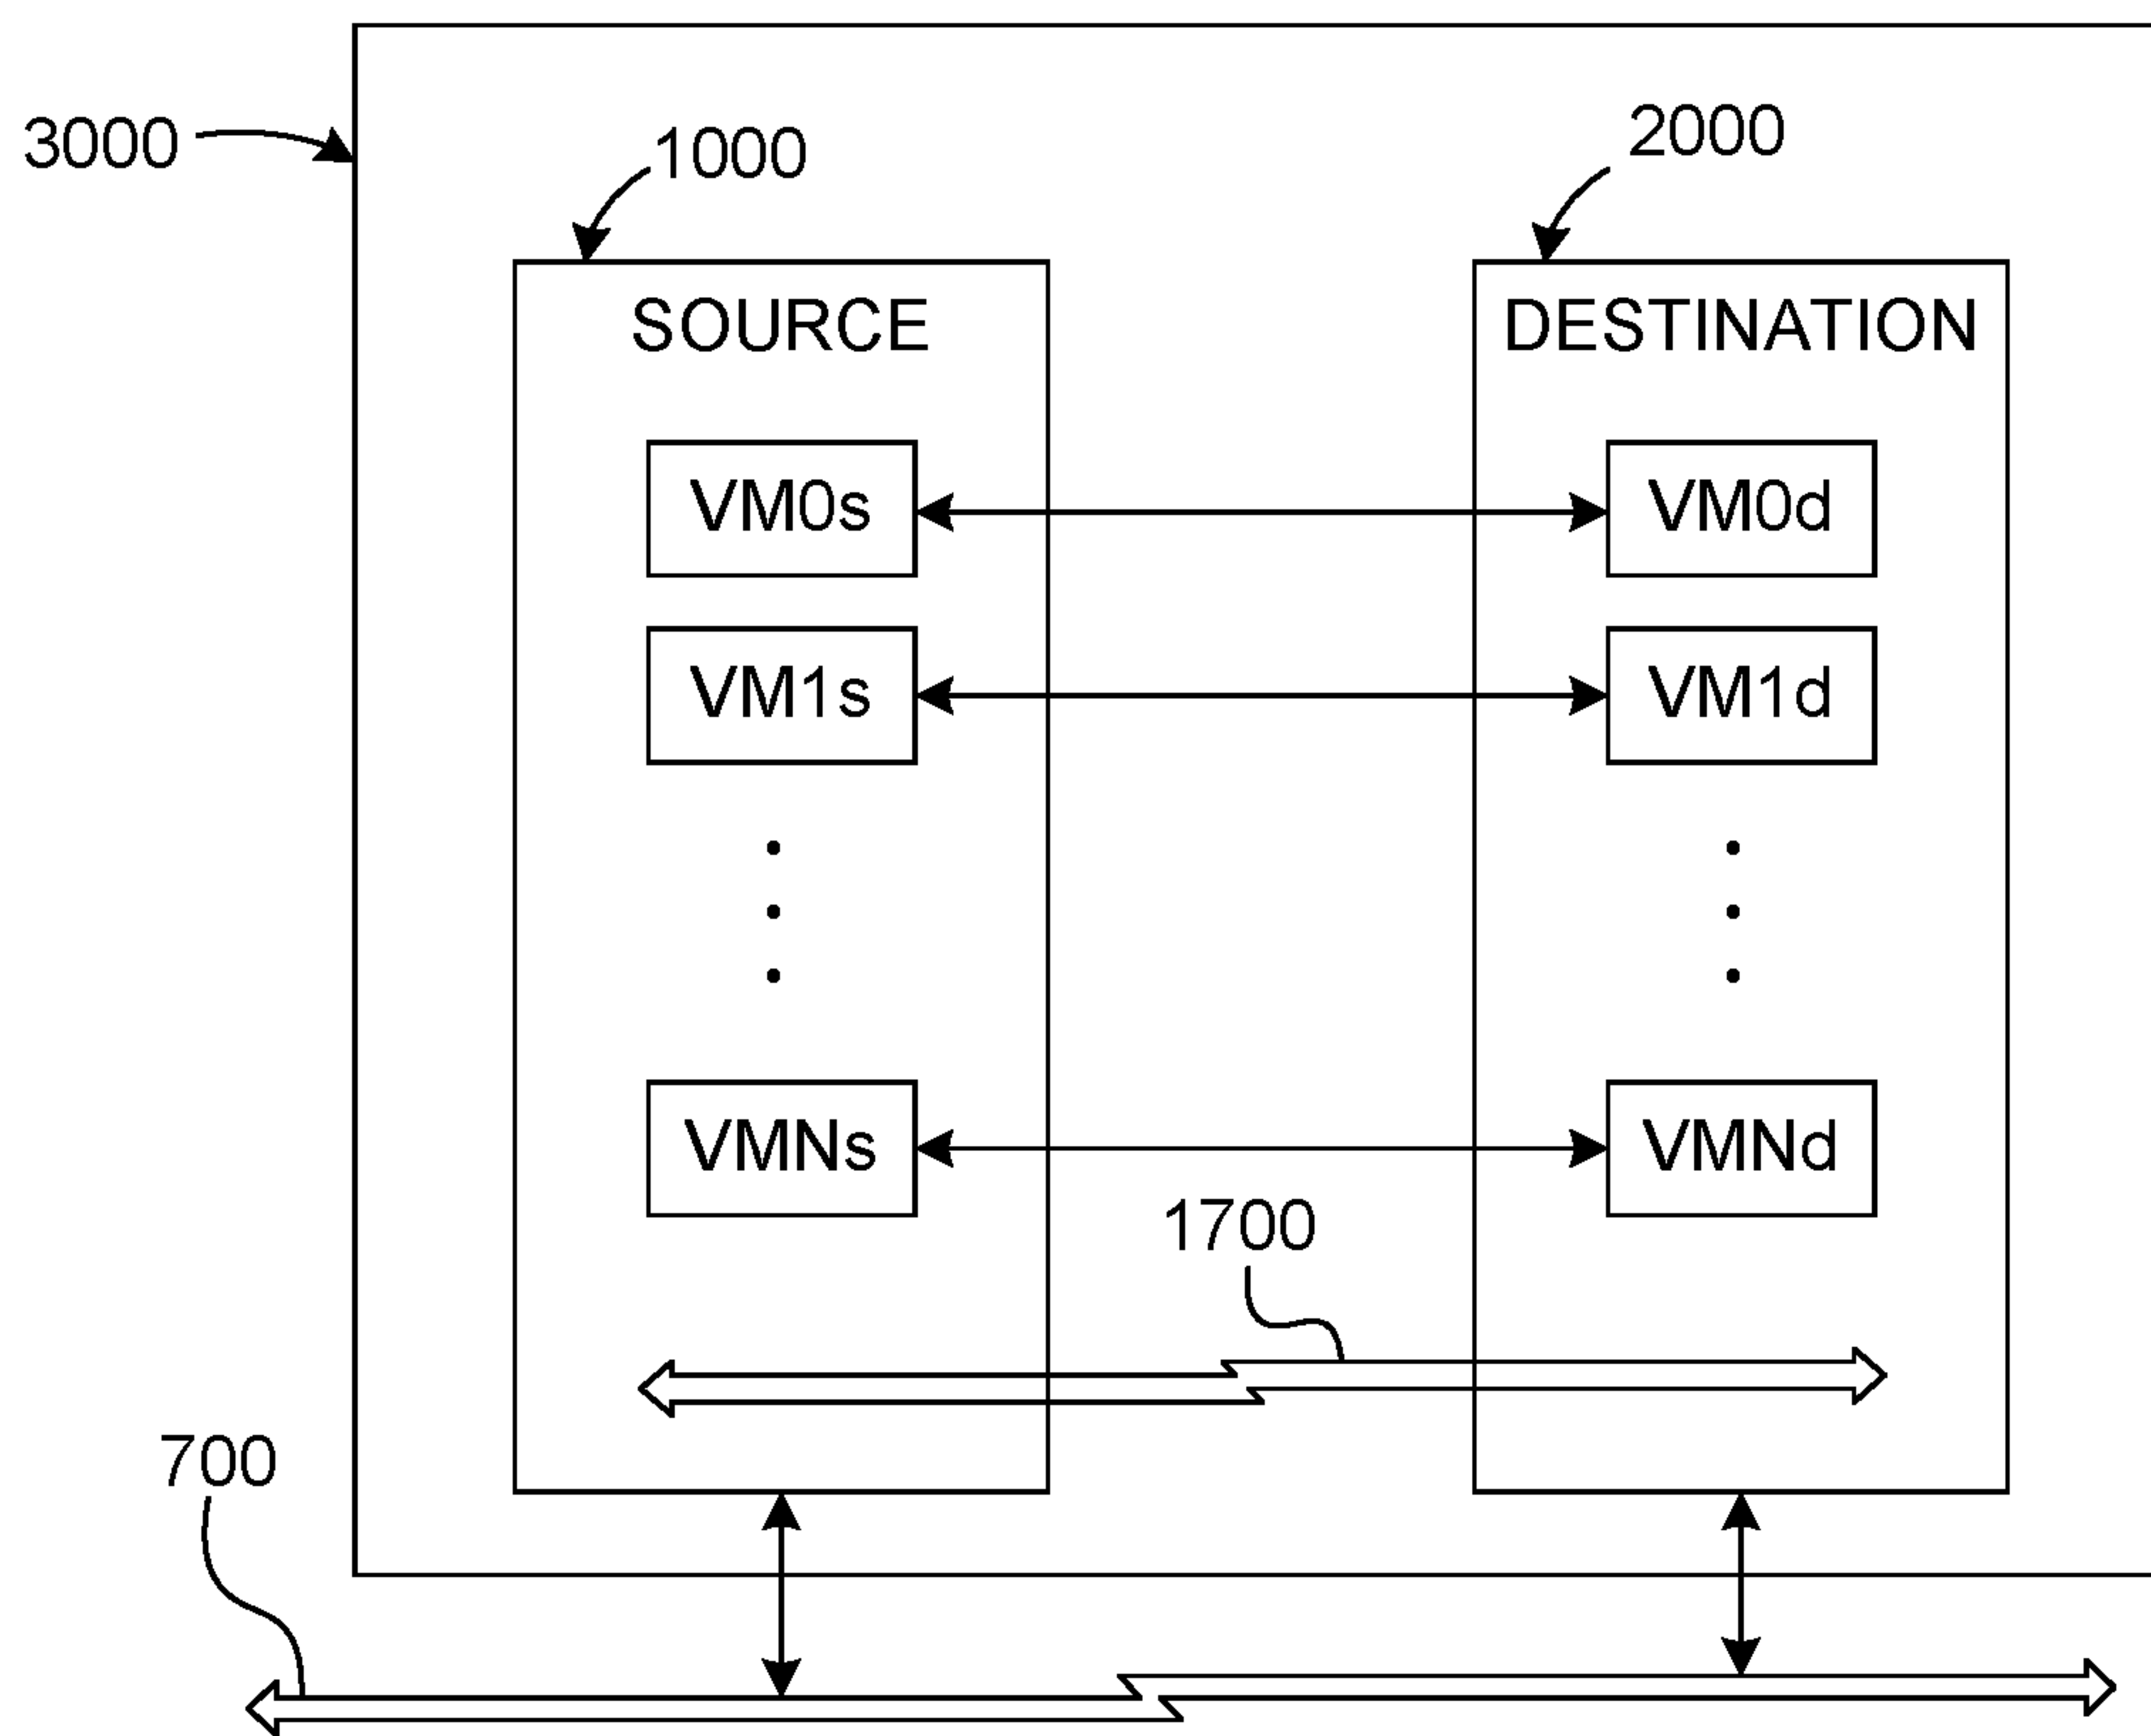 3000
1000
2000
SOURCE
DESTINATION
VM0s
VM0d
VM1s
VM1d
VMNs
VMNd
1700
700